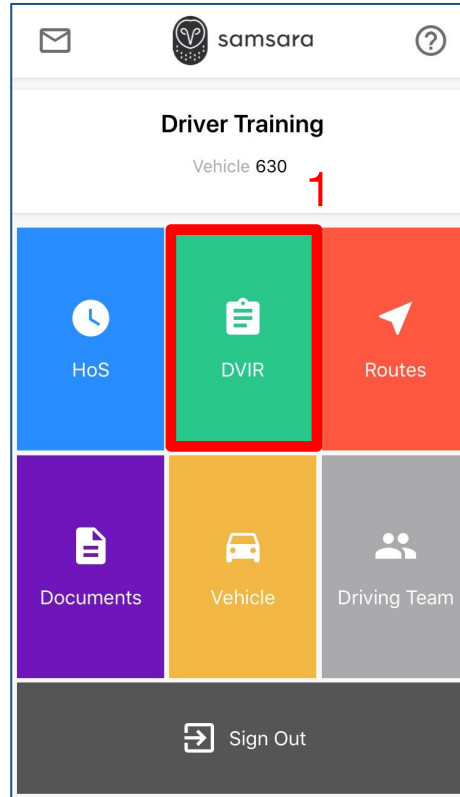 samsara
Driver Training
Vehicle 630
1
HoS
DVIR
Routes
Documents
Vehicle
Driving Team
Sign Out